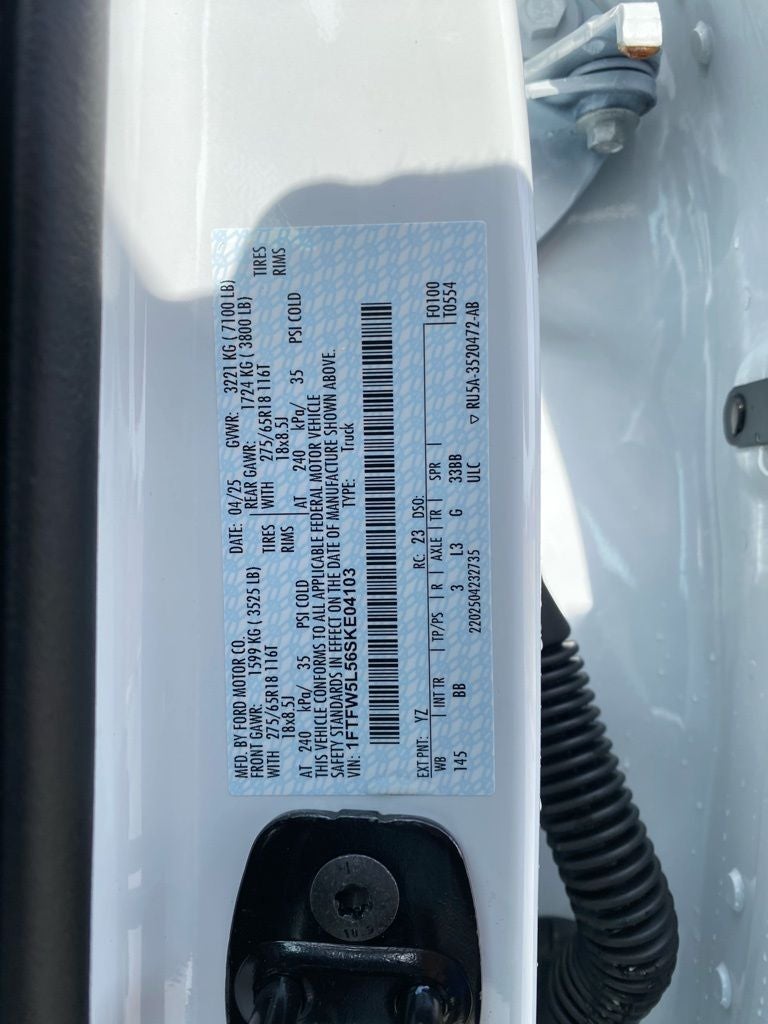 MFD. BY FORD MOTOR CO.
DATE: 04/25 GVWR: 3221 KG ( 7100 LB)
FRONT GAWR: 1599 KG ( 3525 LB) REAR GAWR: 1724 KG ( 3800 LB)
WITH 275/65R18 116T TIRES WITH 275/65R18 116T TIRES
18x8.5J RIMS 18x8.5J RIMS
AT 240 kPa/ 35 PSI COLD AT 240 kPa/ 35 PSI COLD
THIS VEHICLE CONFORMS TO ALL APPLICABLE FEDERAL MOTOR VEHICLE
SAFETY STANDARDS IN EFFECT ON THE DATE OF MANUFACTURE SHOWN ABOVE.
VIN: 1FTFW5L56SKE04103 TYPE: Truck
EXT PNT: YZ RC: 23 DSO: F0100
WB INT TR TP/PS R AXLE TR SPR T0554
145 BB 3 L3 G 33BB
2202504232735 ULC ▽ RU5A-3520472-AB